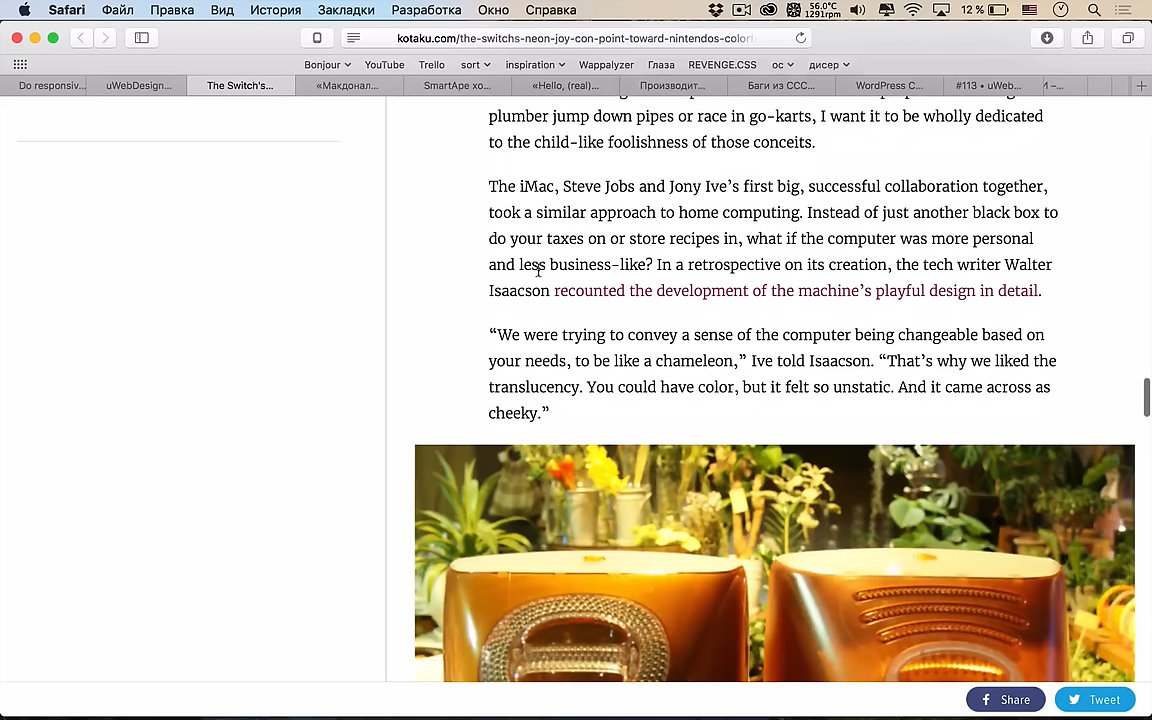 Safari Файл Правка Вид История Закладки Разработка Окно Справка 56.0°C 1291rpm 12 %
kotaku.com/the-switchs-neon-joy-con-point-toward-nintendos-color
Bonjour YouTube Trello sort inspiration Wappalyzer Глаза REVENGE.CSS ос дисер
Do responsiv... uWebDesign... The Switch's... «Макдонал... SmartApe хо... «Hello, (real)... Производит... Баги из ССС... WordPress C... #113 • uWeb...
plumber jump down pipes or race in go-karts, I want it to be wholly dedicated
to the child-like foolishness of those conceits.
The iMac, Steve Jobs and Jony Ive’s first big, successful collaboration together,
took a similar approach to home computing. Instead of just another black box to
do your taxes on or store recipes in, what if the computer was more personal
and less business-like? In a retrospective on its creation, the tech writer Walter
Isaacson recounted the development of the machine’s playful design in detail.
“We were trying to convey a sense of the computer being changeable based on
your needs, to be like a chameleon,” Ive told Isaacson. “That’s why we liked the
translucency. You could have color, but it felt so unstatic. And it came across as
cheeky.”
Share Tweet